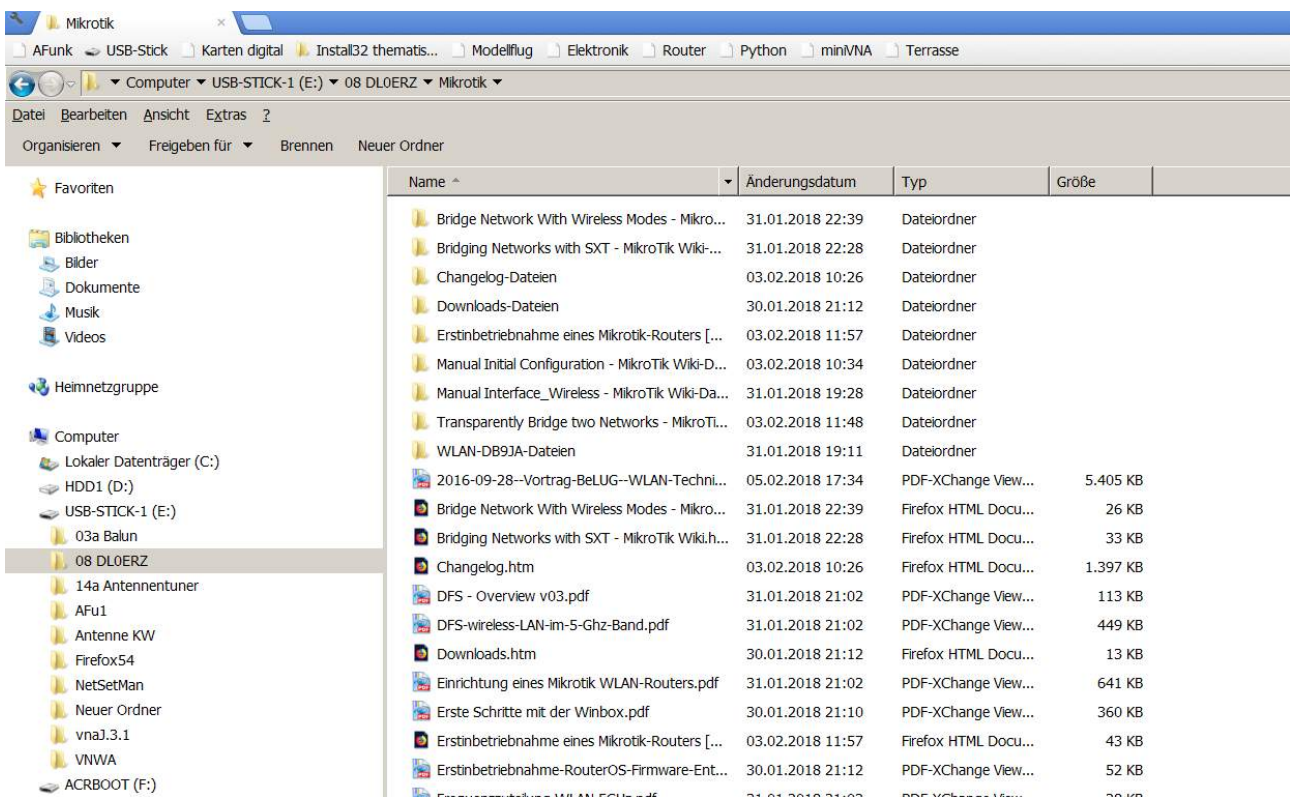 Mikrotik
AFunk USB-Stick Karten digital Install32 thematis... Modellflug Elektronik Router Python miniVNA Terrasse
Computer USB-STICK-1 (E:) 08 DL0ERZ Mikrotik
Datei Bearbeiten Ansicht Extras ?
Organisieren Freigeben für Brennen Neuer Ordner
Favoriten
Bibliotheken
Bilder
Dokumente
Musik
Videos
Heimnetzgruppe
Computer
Lokaler Datenträger (C:)
HDD1 (D:)
USB-STICK-1 (E:)
03a Balun
08 DL0ERZ
14a Antennentuner
AFu1
Antenne KW
Firefox54
NetSetMan
Neuer Ordner
vnaJ.3.1
VNWA
ACRBOOT (F:)
Name Änderungsdatum Typ Größe
Bridge Network With Wireless Modes - Mikro... 31.01.2018 22:39 Dateiordner
Bridging Networks with SXT - MikroTik Wiki-... 31.01.2018 22:28 Dateiordner
Changelog-Dateien 03.02.2018 10:26 Dateiordner
Downloads-Dateien 30.01.2018 21:12 Dateiordner
Erstinbetriebnahme eines Mikrotik-Routers [... 03.02.2018 11:57 Dateiordner
Manual Initial Configuration - MikroTik Wiki-D... 03.02.2018 10:34 Dateiordner
Manual Interface_Wireless - MikroTik Wiki-Da... 31.01.2018 19:28 Dateiordner
Transparently Bridge two Networks - MikroTi... 03.02.2018 11:48 Dateiordner
WLAN-DB9JA-Dateien 31.01.2018 19:11 Dateiordner
2016-09-28--Vortrag-BeLUG--WLAN-Techni... 05.02.2018 17:34 PDF-XChange View... 5.405 KB
Bridge Network With Wireless Modes - Mikro... 31.01.2018 22:39 Firefox HTML Docu... 26 KB
Bridging Networks with SXT - MikroTik Wiki.h... 31.01.2018 22:28 Firefox HTML Docu... 33 KB
Changelog.htm 03.02.2018 10:26 Firefox HTML Docu... 1.397 KB
DFS - Overview v03.pdf 31.01.2018 21:02 PDF-XChange View... 113 KB
DFS-wireless-LAN-im-5-Ghz-Band.pdf 31.01.2018 21:02 PDF-XChange View... 449 KB
Downloads.htm 30.01.2018 21:12 Firefox HTML Docu... 13 KB
Einrichtung eines Mikrotik WLAN-Routers.pdf 31.01.2018 21:02 PDF-XChange View... 641 KB
Erste Schritte mit der Winbox.pdf 30.01.2018 21:10 PDF-XChange View... 360 KB
Erstinbetriebnahme eines Mikrotik-Routers [... 03.02.2018 11:57 Firefox HTML Docu... 43 KB
Erstinbetriebnahme-RouterOS-Firmware-Ent... 30.01.2018 21:12 PDF-XChange View... 52 KB